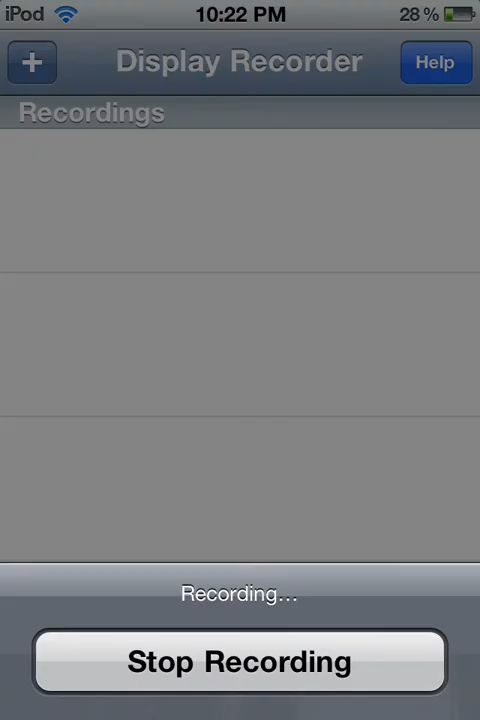 iPod 10:22 PM 28 %
+ Display Recorder Help
Recordings
Recording...
Stop Recording